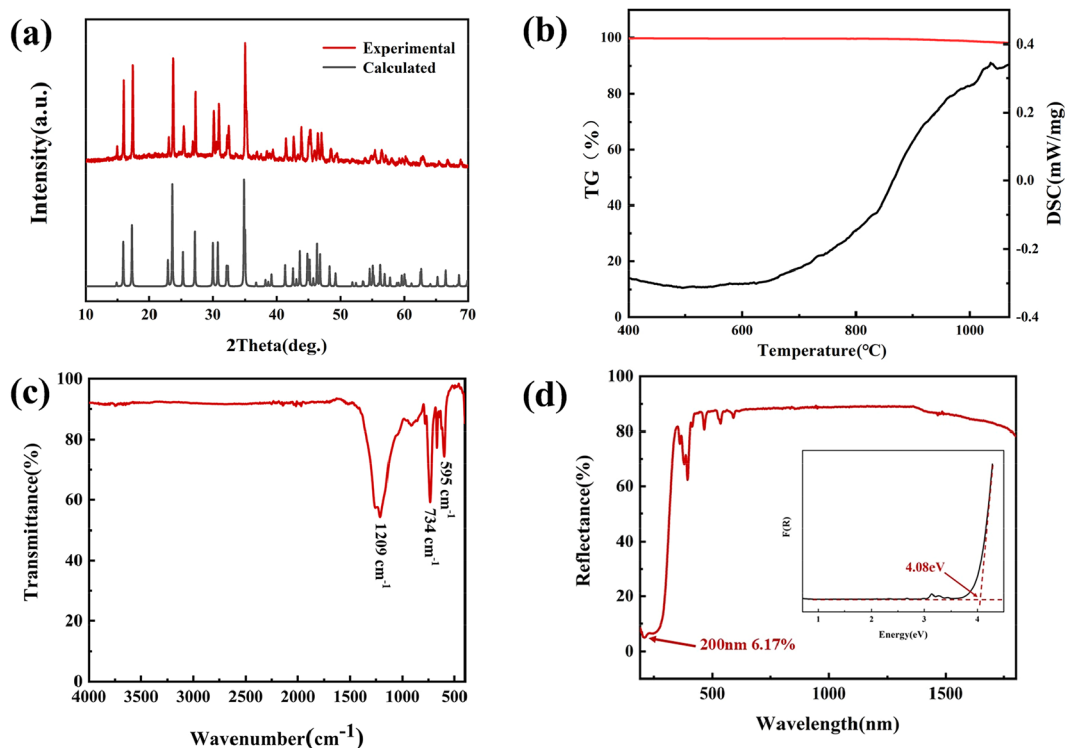 (a)
Experimental
Calculated
Intensity(a.u.)
10 20 30 40 50 60 70
2Theta(deg.)
(b)
100
80
60
40
20
0
TG (%)
0.4
0.2
0.0
-0.2
-0.4
DSC(mW/mg)
400 600 800 1000
Temperature(℃)
(c)
100
80
60
40
20
0
Transmittance(%)
1209 cm-1
734 cm-1
595 cm-1
4000 3500 3000 2500 2000 1500 1000 500
Wavenumber(cm-1)
(d)
100
80
60
40
20
0
Reflectance(%)
200nm 6.17%
F(R)
4.08eV
1 2 3 4
Energy(eV)
500 1000 1500
Wavelength(nm)